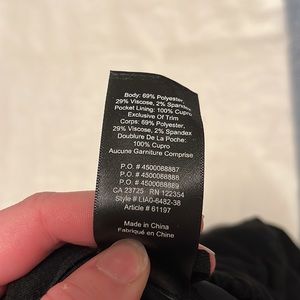 Body: 69% Polyester,
29% Viscose, 2% Spandex
Pocket Lining: 100% Cupro
Exclusive Of Trim
Corps: 69% Polyester,
29% Viscose, 2% Spandex
Doublure De La Poche:
100% Cupro
Aucune Garniture Comprise
P.O. # 4500088887
P.O. # 4500088888
P.O. # 4500088889
CA 23725 RN 122354
Style # LIA0-6482-38
Article # 61197
Made in China
Fabriqué en Chine